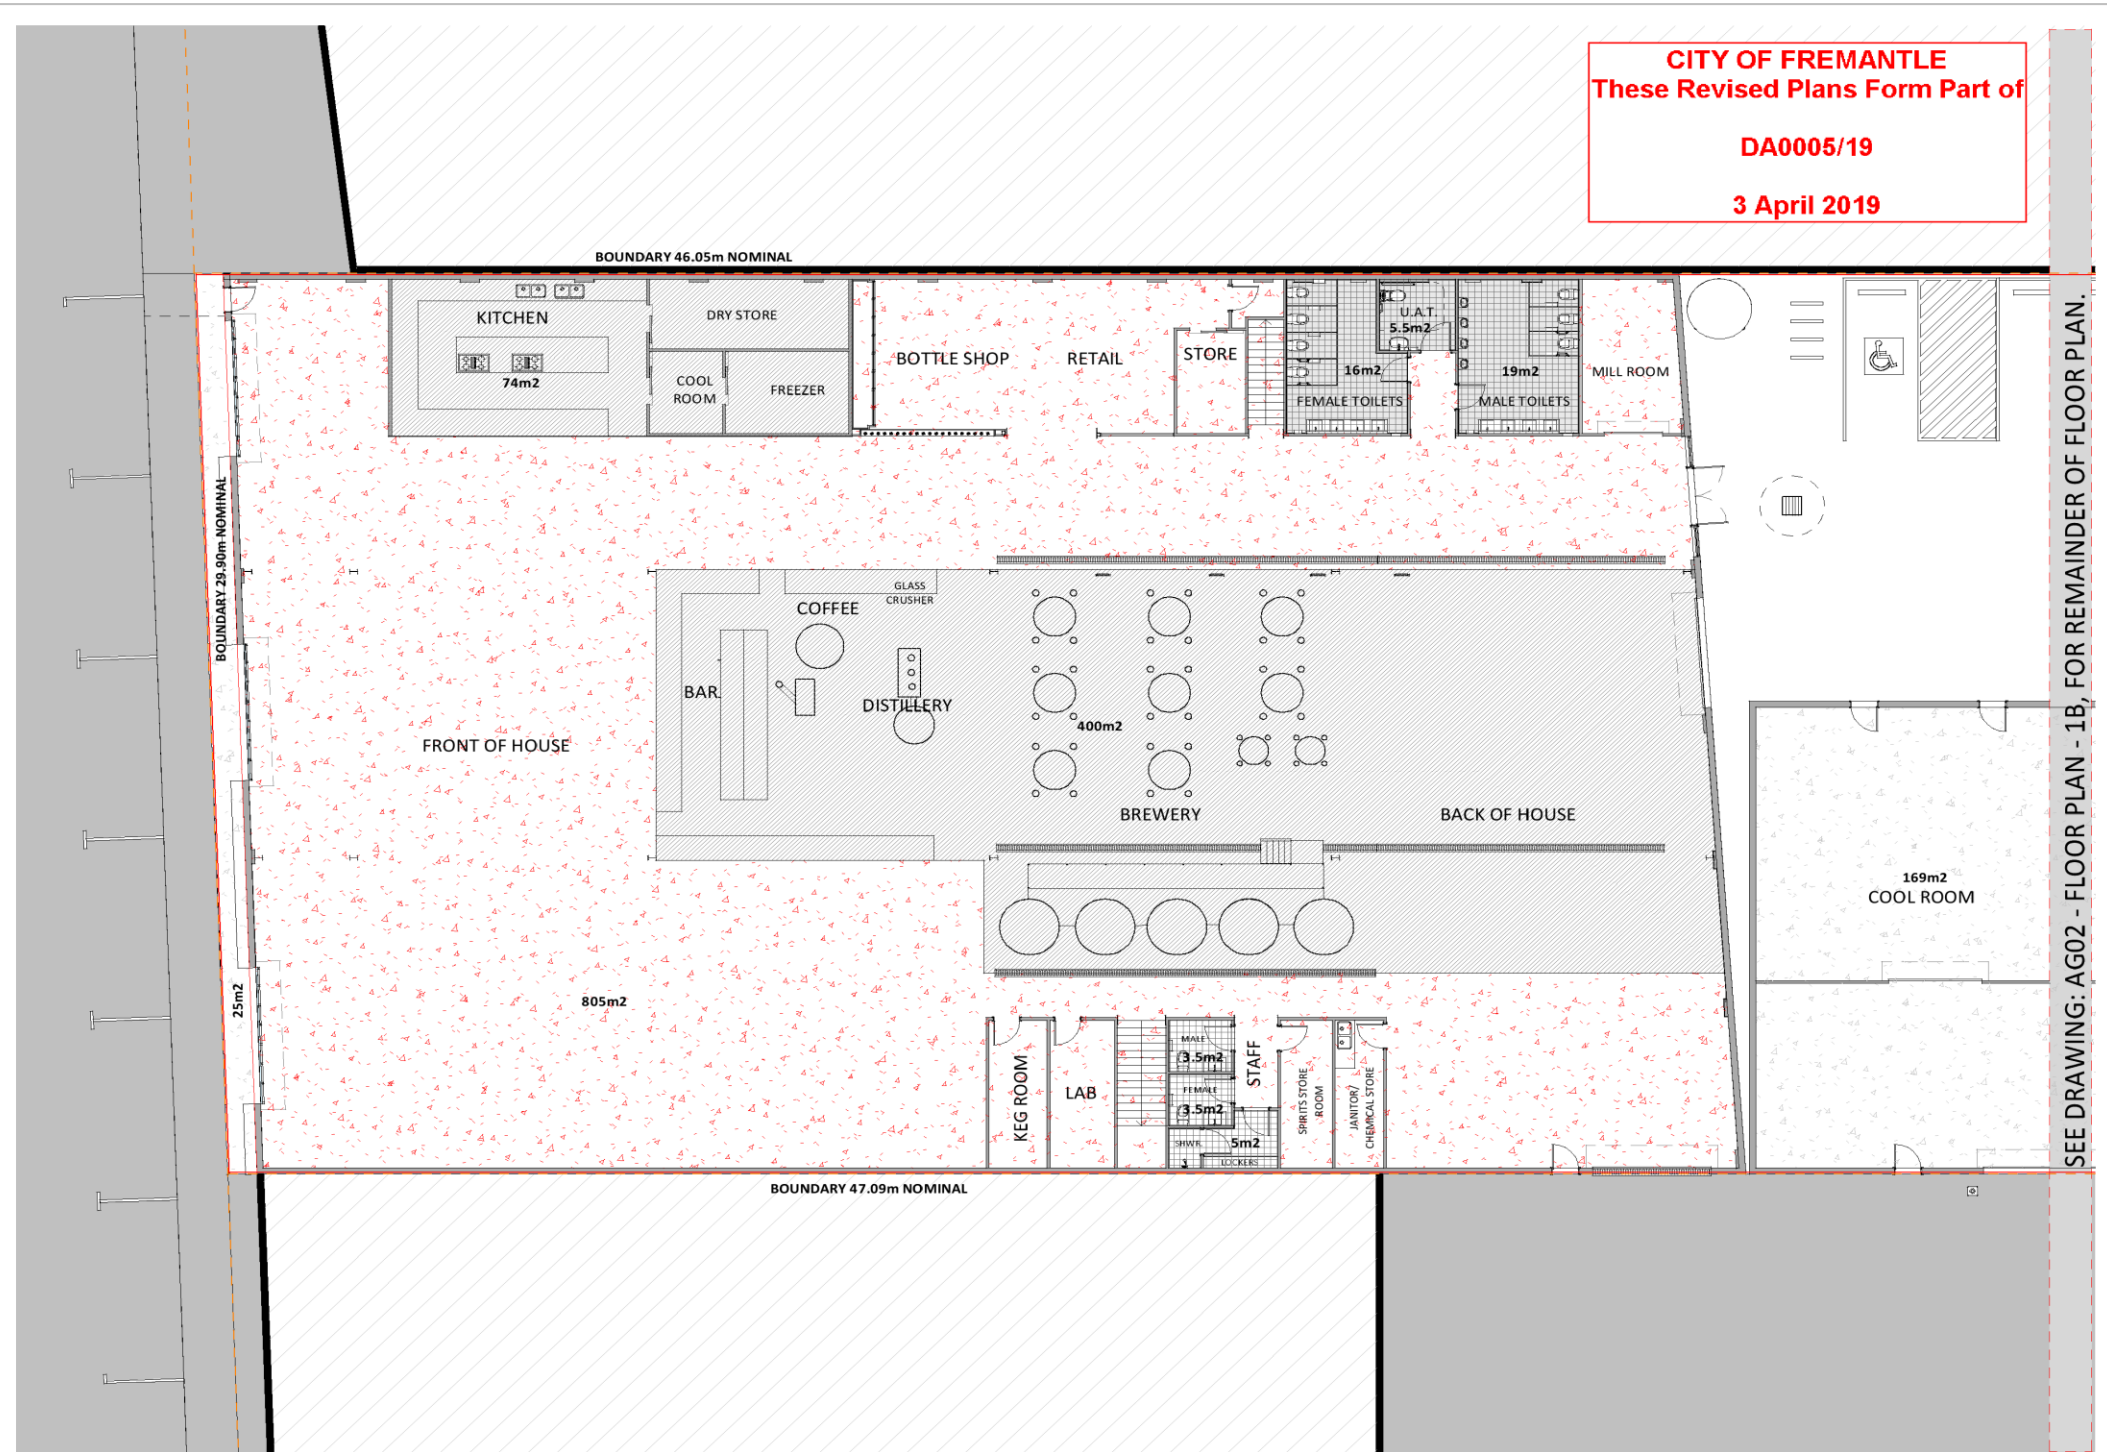 CITY OF FREMANTLE
These Revised Plans Form Part of
DA0005/19
3 April 2019
BOUNDARY 46.05m NOMINAL
KITCHEN
74m2
DRY STORE
COOL
ROOM
FREEZER
BOTTLE SHOP
RETAIL
STORE
16m2
FEMALE TOILETS
U.A.T.
5.5m2
19m2
MALE TOILETS
MILL ROOM
BOUNDARY 29.90m NOMINAL
GLASS
CRUSHER
COFFEE
BAR
DISTILLERY
400m2
FRONT OF HOUSE
BREWERY
BACK OF HOUSE
169m2
COOL ROOM
25m2
805m2
KEG ROOM
LAB
MALE
3.5m2
FEMALE
3.5m2
STAFF
SHWR
5m2
LOCKERS
SPIRITS STORE
ROOM
JANITOR/
CHEMICAL STORE
BOUNDARY 47.09m NOMINAL
SEE DRAWING: AG02 - FLOOR PLAN - 1B, FOR REMAINDER OF FLOOR PLAN.